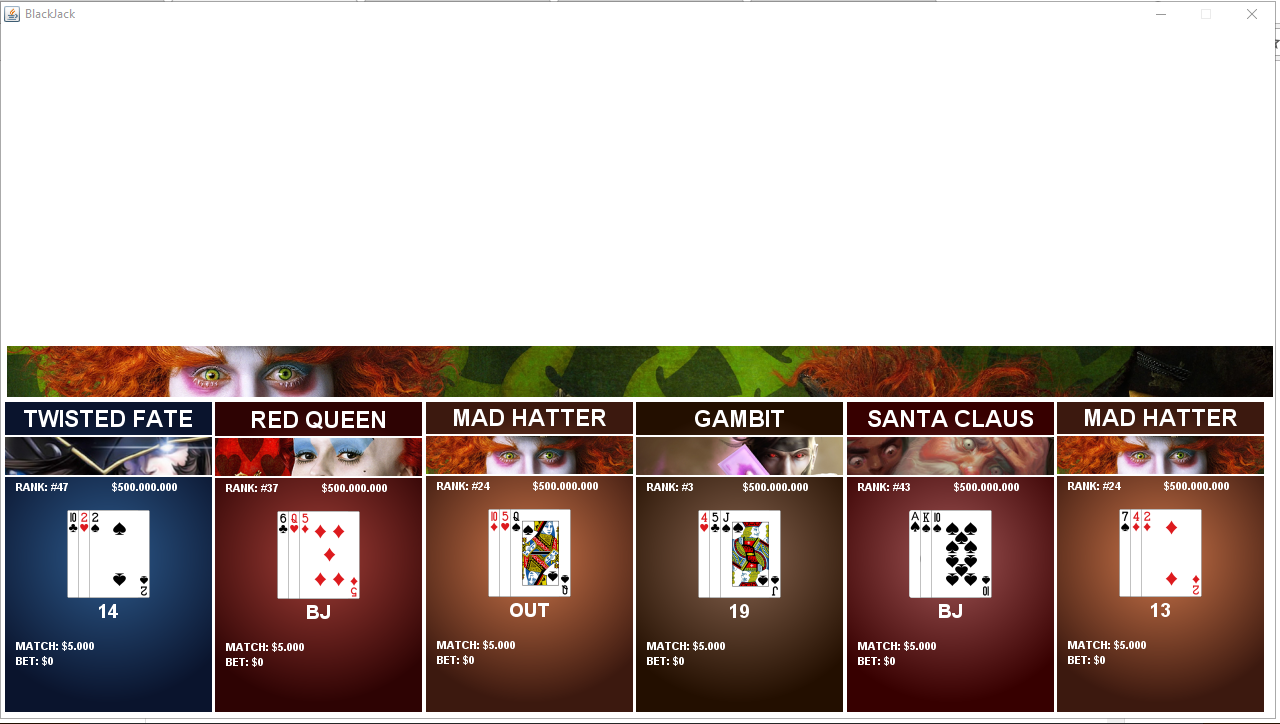 BlackJack
TWISTED FATE
RANK: #47 $500.000.000
10 2 2
2
14
MATCH: $5.000
BET: $0
RED QUEEN
RANK: #37 $500.000.000
6 Q 5
5
BJ
MATCH: $5.000
BET: $0
MAD HATTER
RANK: #24 $500.000.000
10 5 Q
Q
OUT
MATCH: $5.000
BET: $0
GAMBIT
RANK: #3 $500.000.000
4 5 J
J
19
MATCH: $5.000
BET: $0
SANTA CLAUS
RANK: #43 $500.000.000
A K 10
10
BJ
MATCH: $5.000
BET: $0
MAD HATTER
RANK: #24 $500.000.000
7 4 2
2
13
MATCH: $5.000
BET: $0